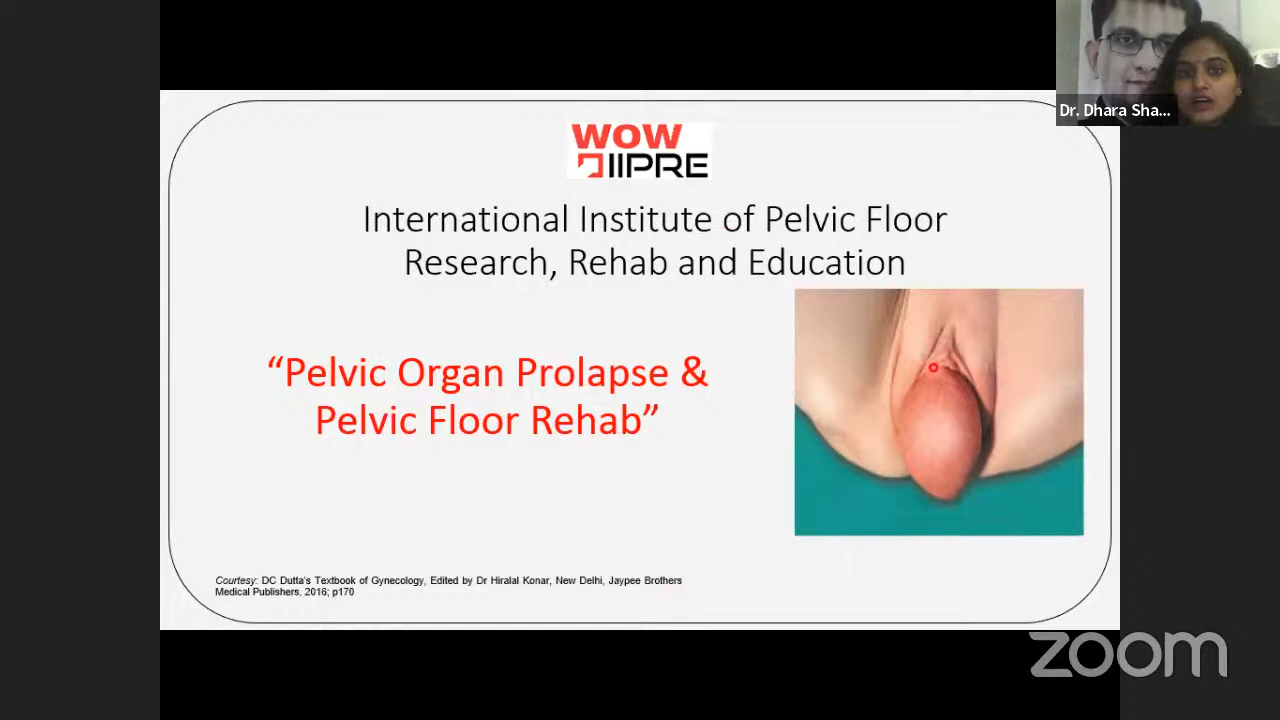 Dr. Dhara Sha...
WOW
IIPRE
International Institute of Pelvic Floor
Research, Rehab and Education
“Pelvic Organ Prolapse &
Pelvic Floor Rehab”
Courtesy: DC Dutta's Textbook of Gynecology, Edited by Dr Hiralal Konar, New Delhi, Jaypee Brothers
Medical Publishers, 2016; p170
zoom